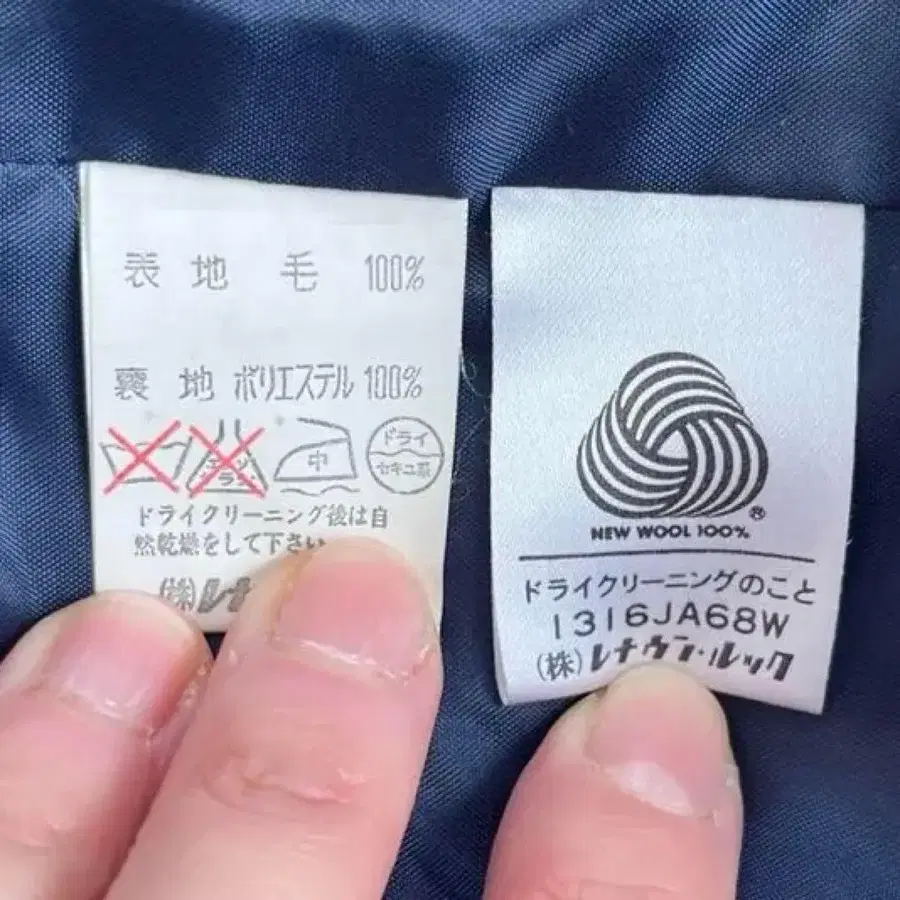 表地 毛 100%
裏地 ポリエステル 100%
中
ドライ
セキユ系
ドライクリーニング後は自
然乾燥をして下さい
(株)レナ
NEW WOOL 100%
ドライクリーニングのこと
1316JA68W
(株)レナウンルック